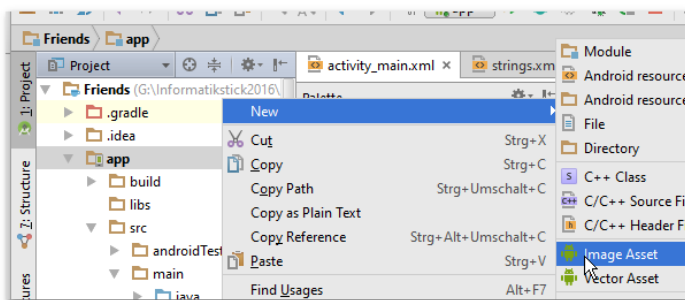 Friends app
Project
activity_main.xml
strings.xm
1: Project
Friends (G:\Informatikstick2016\
.gradle
.idea
app
build
libs
src
androidTest
main
java
7: Structure
New
Cut Strg+X
Copy Strg+C
Copy Path Strg+Umschalt+C
Copy as Plain Text
Copy Reference Strg+Alt+Umschalt+C
Paste Strg+V
Find Usages Alt+F7
Module
Android resource
Android resource
File
Directory
C++ Class
C/C++ Source Fi
C/C++ Header F
Image Asset
Vector Asset